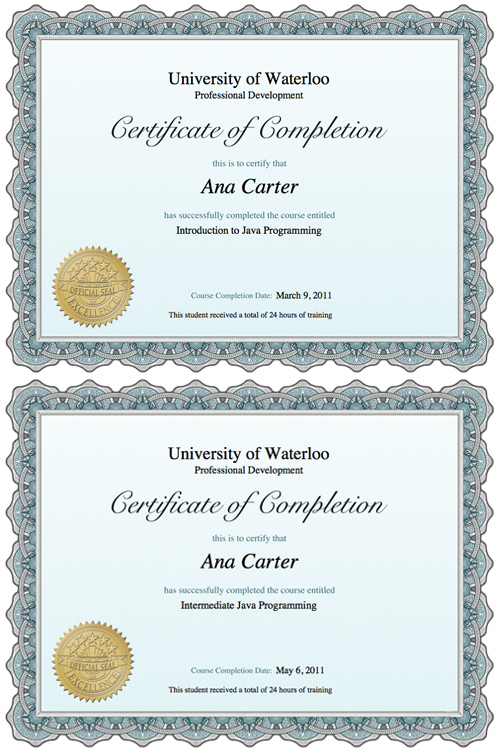 University of Waterloo
Professional Development
Certificate of Completion
this is to certify that
Ana Carter
has successfully completed the course entitled
Introduction to Java Programming
Course Completion Date: March 9, 2011
This student received a total of 24 hours of training
OFFICIAL SEAL
EXCELLENCE
University of Waterloo
Professional Development
Certificate of Completion
this is to certify that
Ana Carter
has successfully completed the course entitled
Intermediate Java Programming
Course Completion Date: May 6, 2011
This student received a total of 24 hours of training
OFFICIAL SEAL
EXCELLENCE